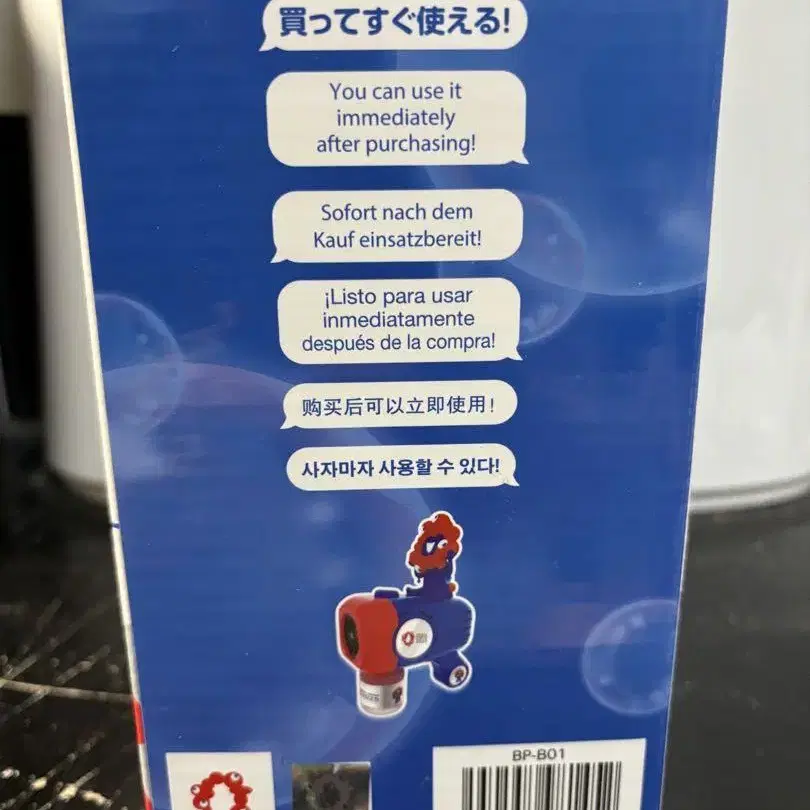 買ってすぐ使える!
You can use it
immediately
after purchasing!
Sofort nach dem
Kauf einsatzbereit!
¡Listo para usar
inmediatamente
después de la compra!
购买后可以立即使用!
사자마자 사용할 수 있다!
BP-B01